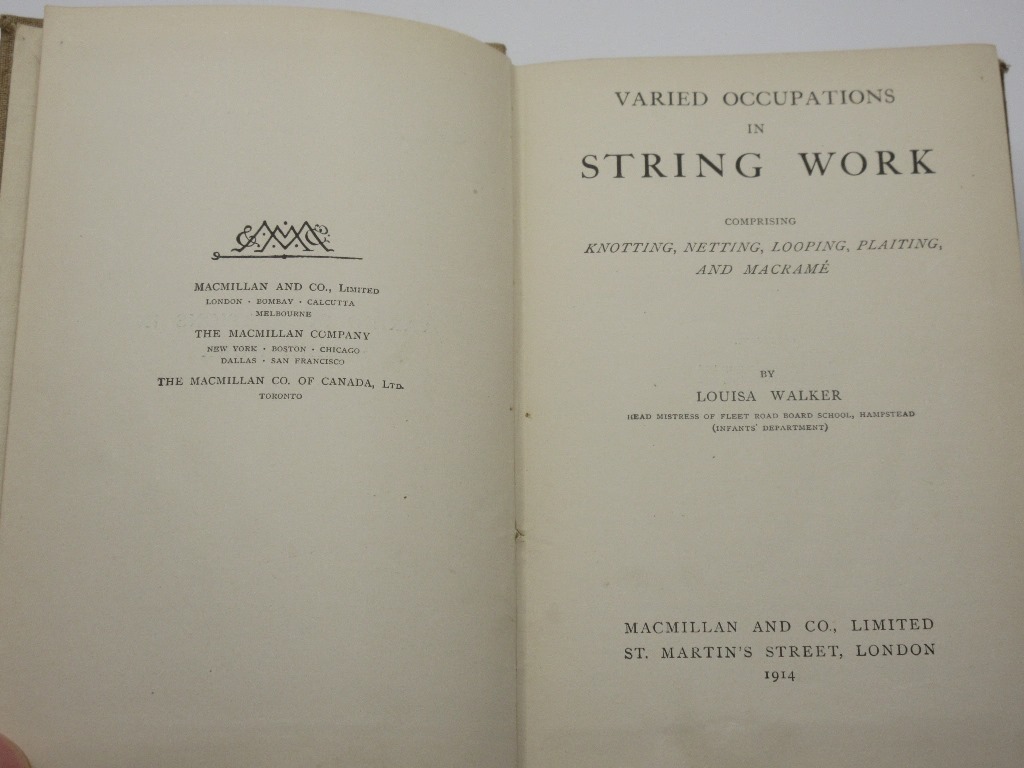 MACMILLAN AND CO., LIMITED
LONDON · BOMBAY · CALCUTTA
MELBOURNE
THE MACMILLAN COMPANY
NEW YORK · BOSTON · CHICAGO
DALLAS · SAN FRANCISCO
THE MACMILLAN CO. OF CANADA, LTD.
TORONTO
VARIED OCCUPATIONS
IN
STRING WORK
COMPRISING
KNOTTING, NETTING, LOOPING, PLAITING,
AND MACRAMÉ
BY
LOUISA WALKER
HEAD MISTRESS OF FLEET ROAD BOARD SCHOOL, HAMPSTEAD
(INFANTS' DEPARTMENT)
MACMILLAN AND CO., LIMITED
ST. MARTIN'S STREET, LONDON
1914